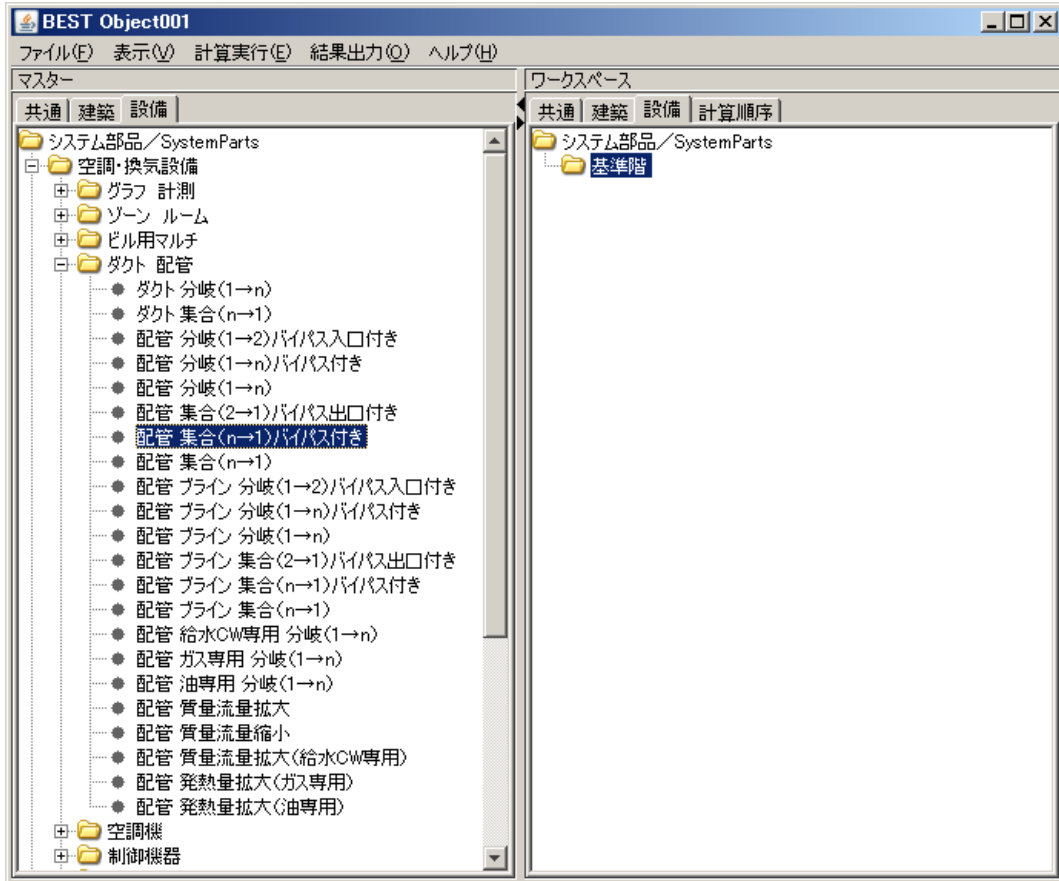 BEST Object001
ファイル(F) 表示(V) 計算実行(E) 結果出力(O) ヘルプ(H)
マスター
共通 建築 設備
システム部品／SystemParts
空調・換気設備
グラフ 計測
ゾーン ルーム
ビル用マルチ
ダクト 配管
ダクト 分岐(1→n)
ダクト 集合(n→1)
配管 分岐(1→2)バイパス入口付き
配管 分岐(1→n)バイパス付き
配管 分岐(1→n)
配管 集合(2→1)バイパス出口付き
配管 集合(n→1)バイパス付き
配管 集合(n→1)
配管 ブライン 分岐(1→2)バイパス入口付き
配管 ブライン 分岐(1→n)バイパス付き
配管 ブライン 分岐(1→n)
配管 ブライン 集合(2→1)バイパス出口付き
配管 ブライン 集合(n→1)バイパス付き
配管 ブライン 集合(n→1)
配管 給水CW専用 分岐(1→n)
配管 ガス専用 分岐(1→n)
配管 油専用 分岐(1→n)
配管 質量流量拡大
配管 質量流量縮小
配管 質量流量拡大(給水CW専用)
配管 発熱量拡大(ガス専用)
配管 発熱量拡大(油専用)
空調機
制御機器
ワークスペース
共通 建築 設備 計算順序
システム部品／SystemParts
基準階